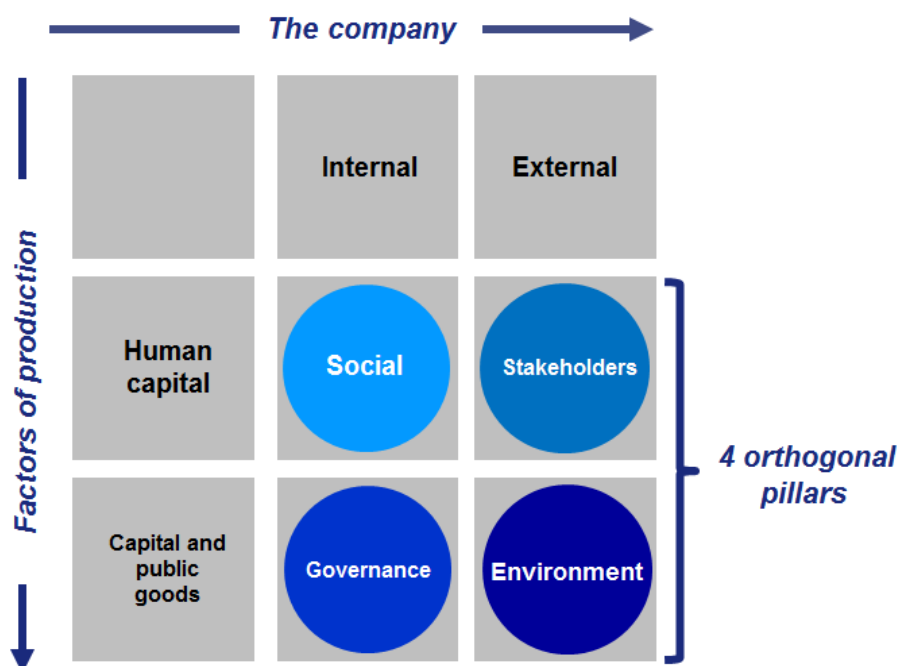 The company
Factors of production
Internal
External
Human
capital
Social
Stakeholders
4 orthogonal
pillars
Capital and
public
goods
Governance
Environment